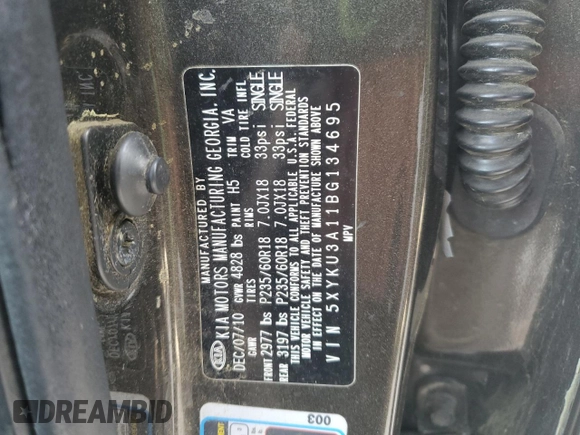 MANUFACTURED BY
KIA KIA MOTORS MANUFACTURING GEORGIA, INC.
DEC/07/10 GVWR 4828 lbs PAINT H5 TRIM VA
GAWR TIRES RIMS COLD TIRE INFL
FRONT 2977 lbs P235/60R18 7.0JX18 33psi SINGLE
REAR 3197 lbs P235/60R18 7.0JX18 33psi SINGLE
THIS VEHICLE CONFORMS TO ALL APPLICABLE U.S.A. FEDERAL
MOTOR VEHICLE SAFETY AND THEFT PREVENTION STANDARDS
IN EFFECT ON THE DATE OF MANUFACTURE SHOWN ABOVE
VIN 5XYKU3A11BG134695
MPV
003
DREAMBID